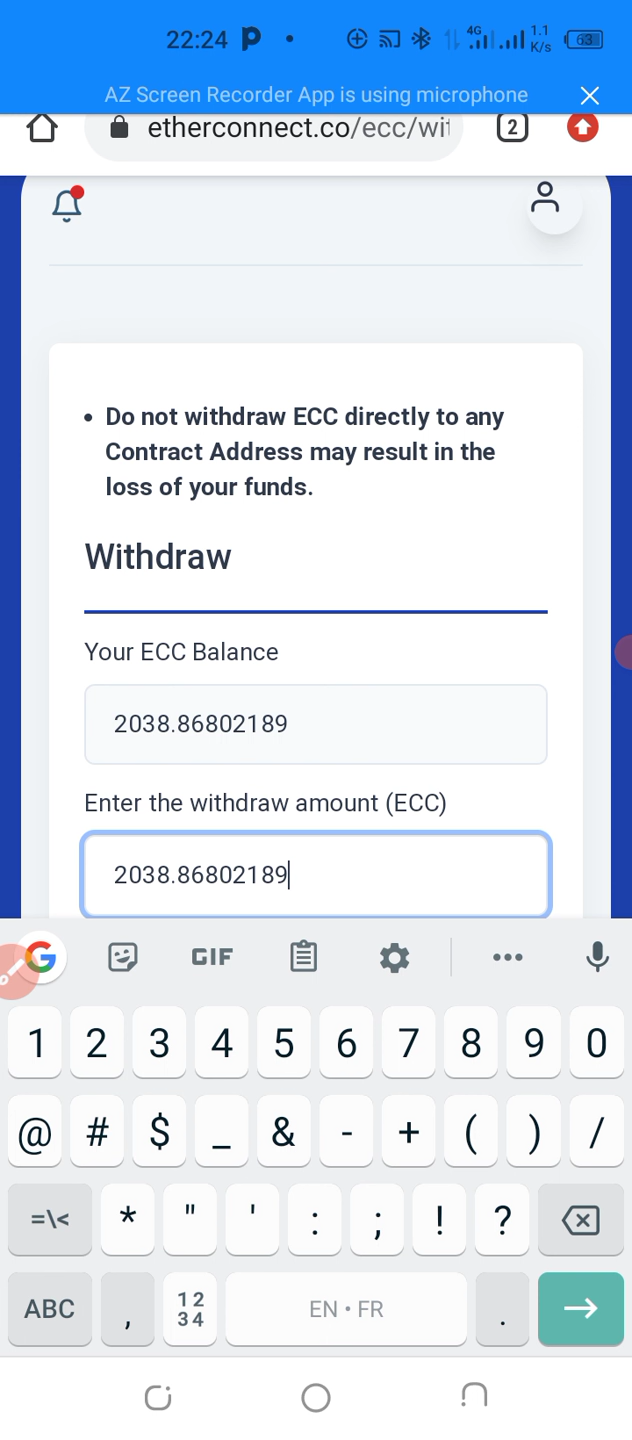 22:24 4G 1.1 K/s 63
AZ Screen Recorder App is using microphone
etherconnect.co/ecc/wit 2
• Do not withdraw ECC directly to any
Contract Address may result in the
loss of your funds.
Withdraw
Your ECC Balance
2038.86802189
Enter the withdraw amount (ECC)
2038.86802189
G GIF
1 2 3 4 5 6 7 8 9 0
@ # $ _ & - + ( ) /
=\< * " ' : ; ! ?
ABC , 12 34 EN • FR .